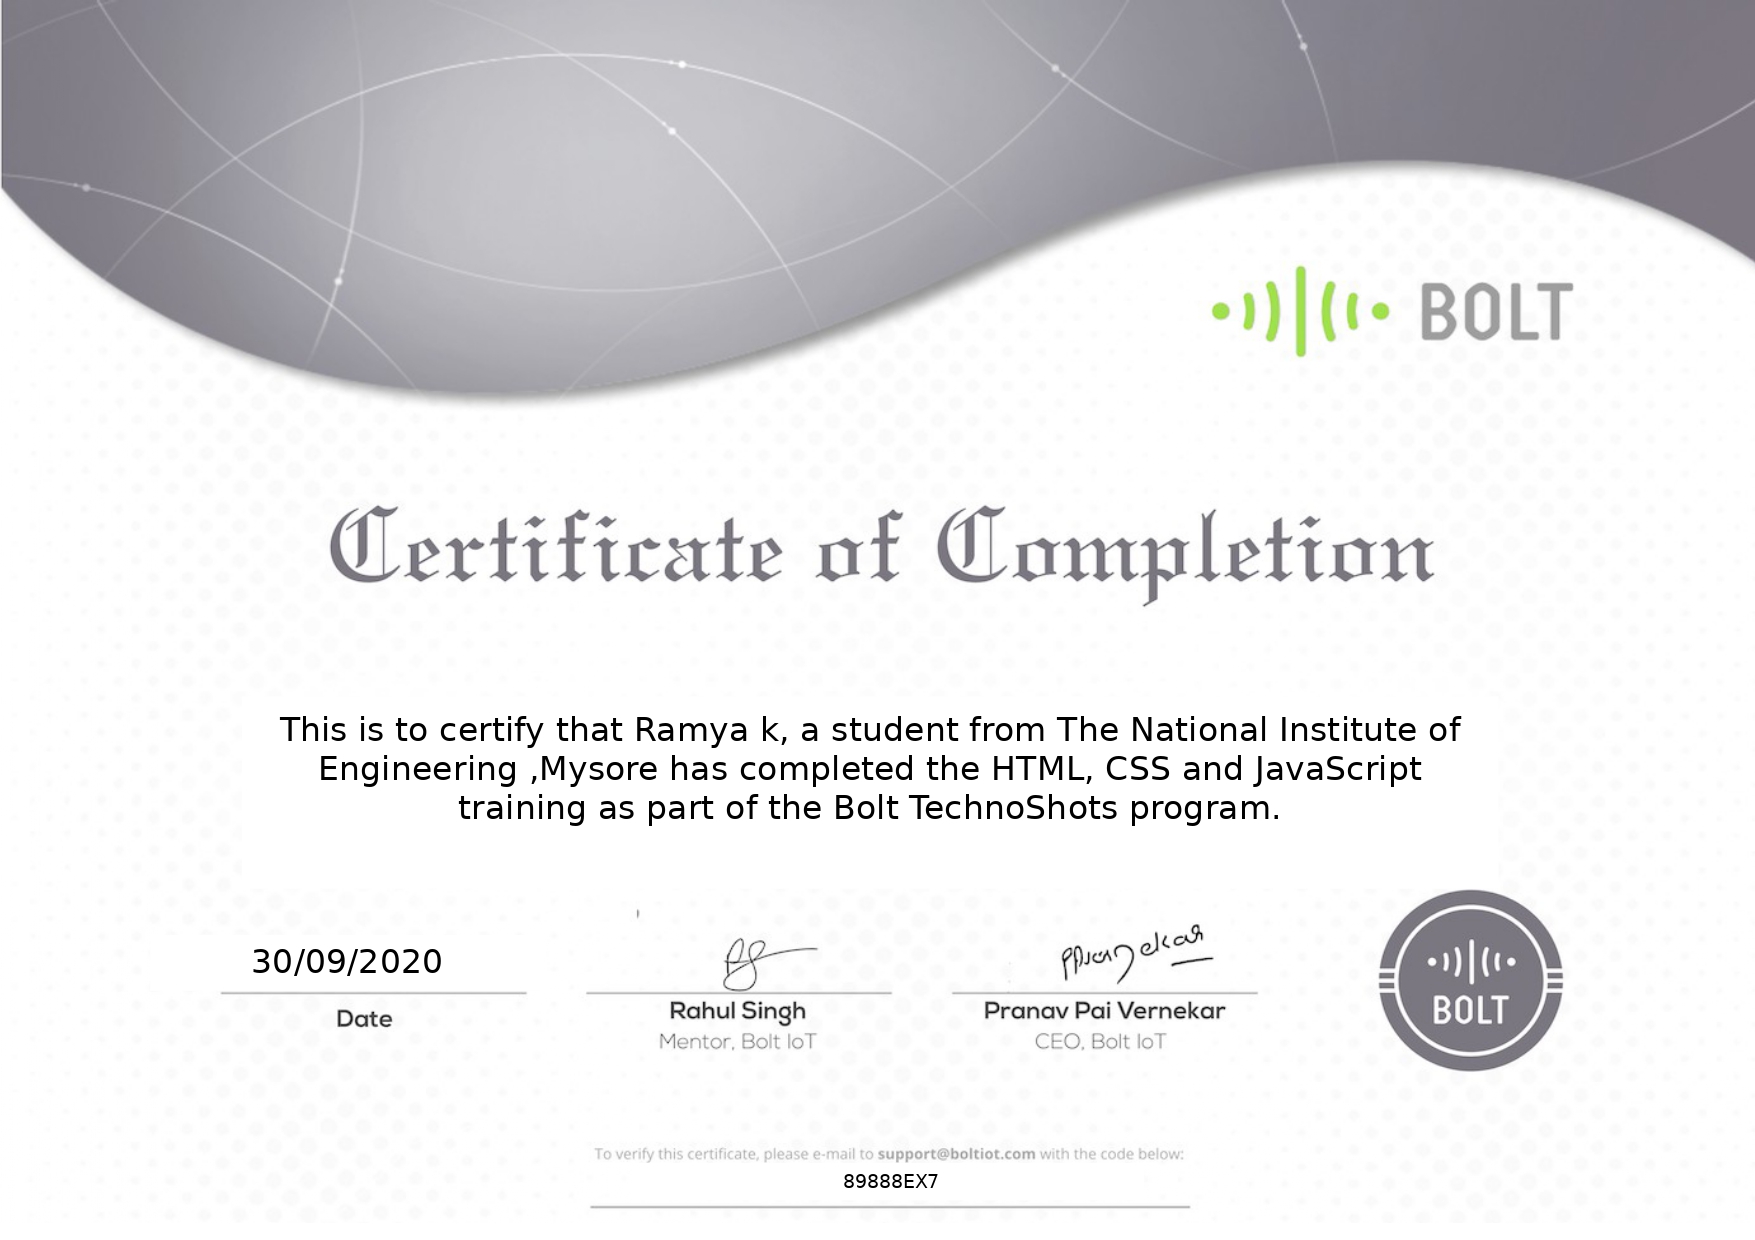 BOLT
Certificate of Completion
This is to certify that Ramya k, a student from The National Institute of
Engineering ,Mysore has completed the HTML, CSS and JavaScript
training as part of the Bolt TechnoShots program.
30/09/2020
Date
Rahul Singh
Mentor, Bolt IoT
PPVernekar
Pranav Pai Vernekar
CEO, Bolt IoT
BOLT
To verify this certificate, please e-mail to support@boltiot.com with the code below:
89888EX7